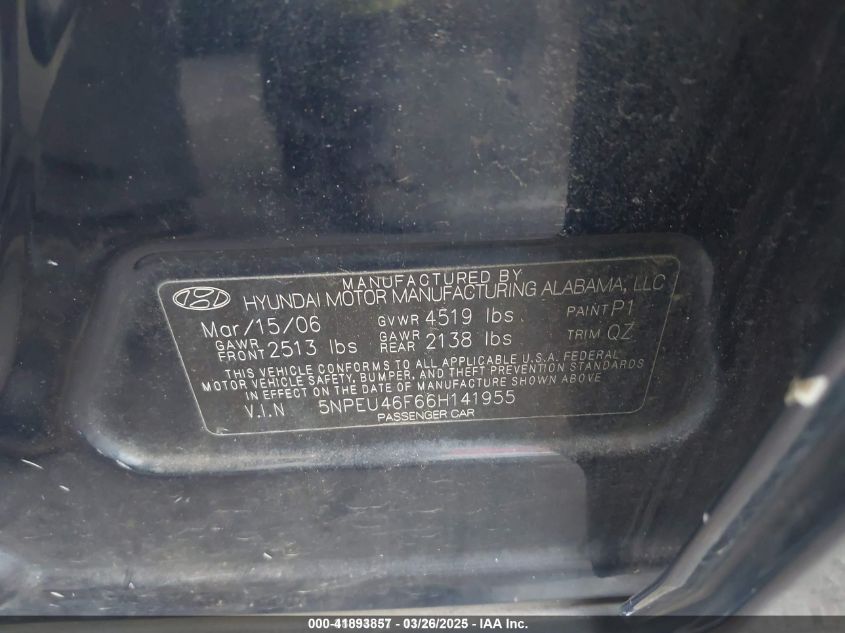 MANUFACTURED BY
HYUNDAI MOTOR MANUFACTURING ALABAMA, LLC
Mar/15/06 GVWR 4519 lbs PAINT P1
GAWR FRONT 2513 lbs GAWR REAR 2138 lbs TRIM QZ
THIS VEHICLE CONFORMS TO ALL APPLICABLE U.S.A. FEDERAL
MOTOR VEHICLE SAFETY, BUMPER, AND THEFT PREVENTION STANDARDS
IN EFFECT ON THE DATE OF MANUFACTURE SHOWN ABOVE
V.I.N 5NPEU46F66H141955
PASSENGER CAR
000-41893857 - 03/26/2025 - IAA Inc.